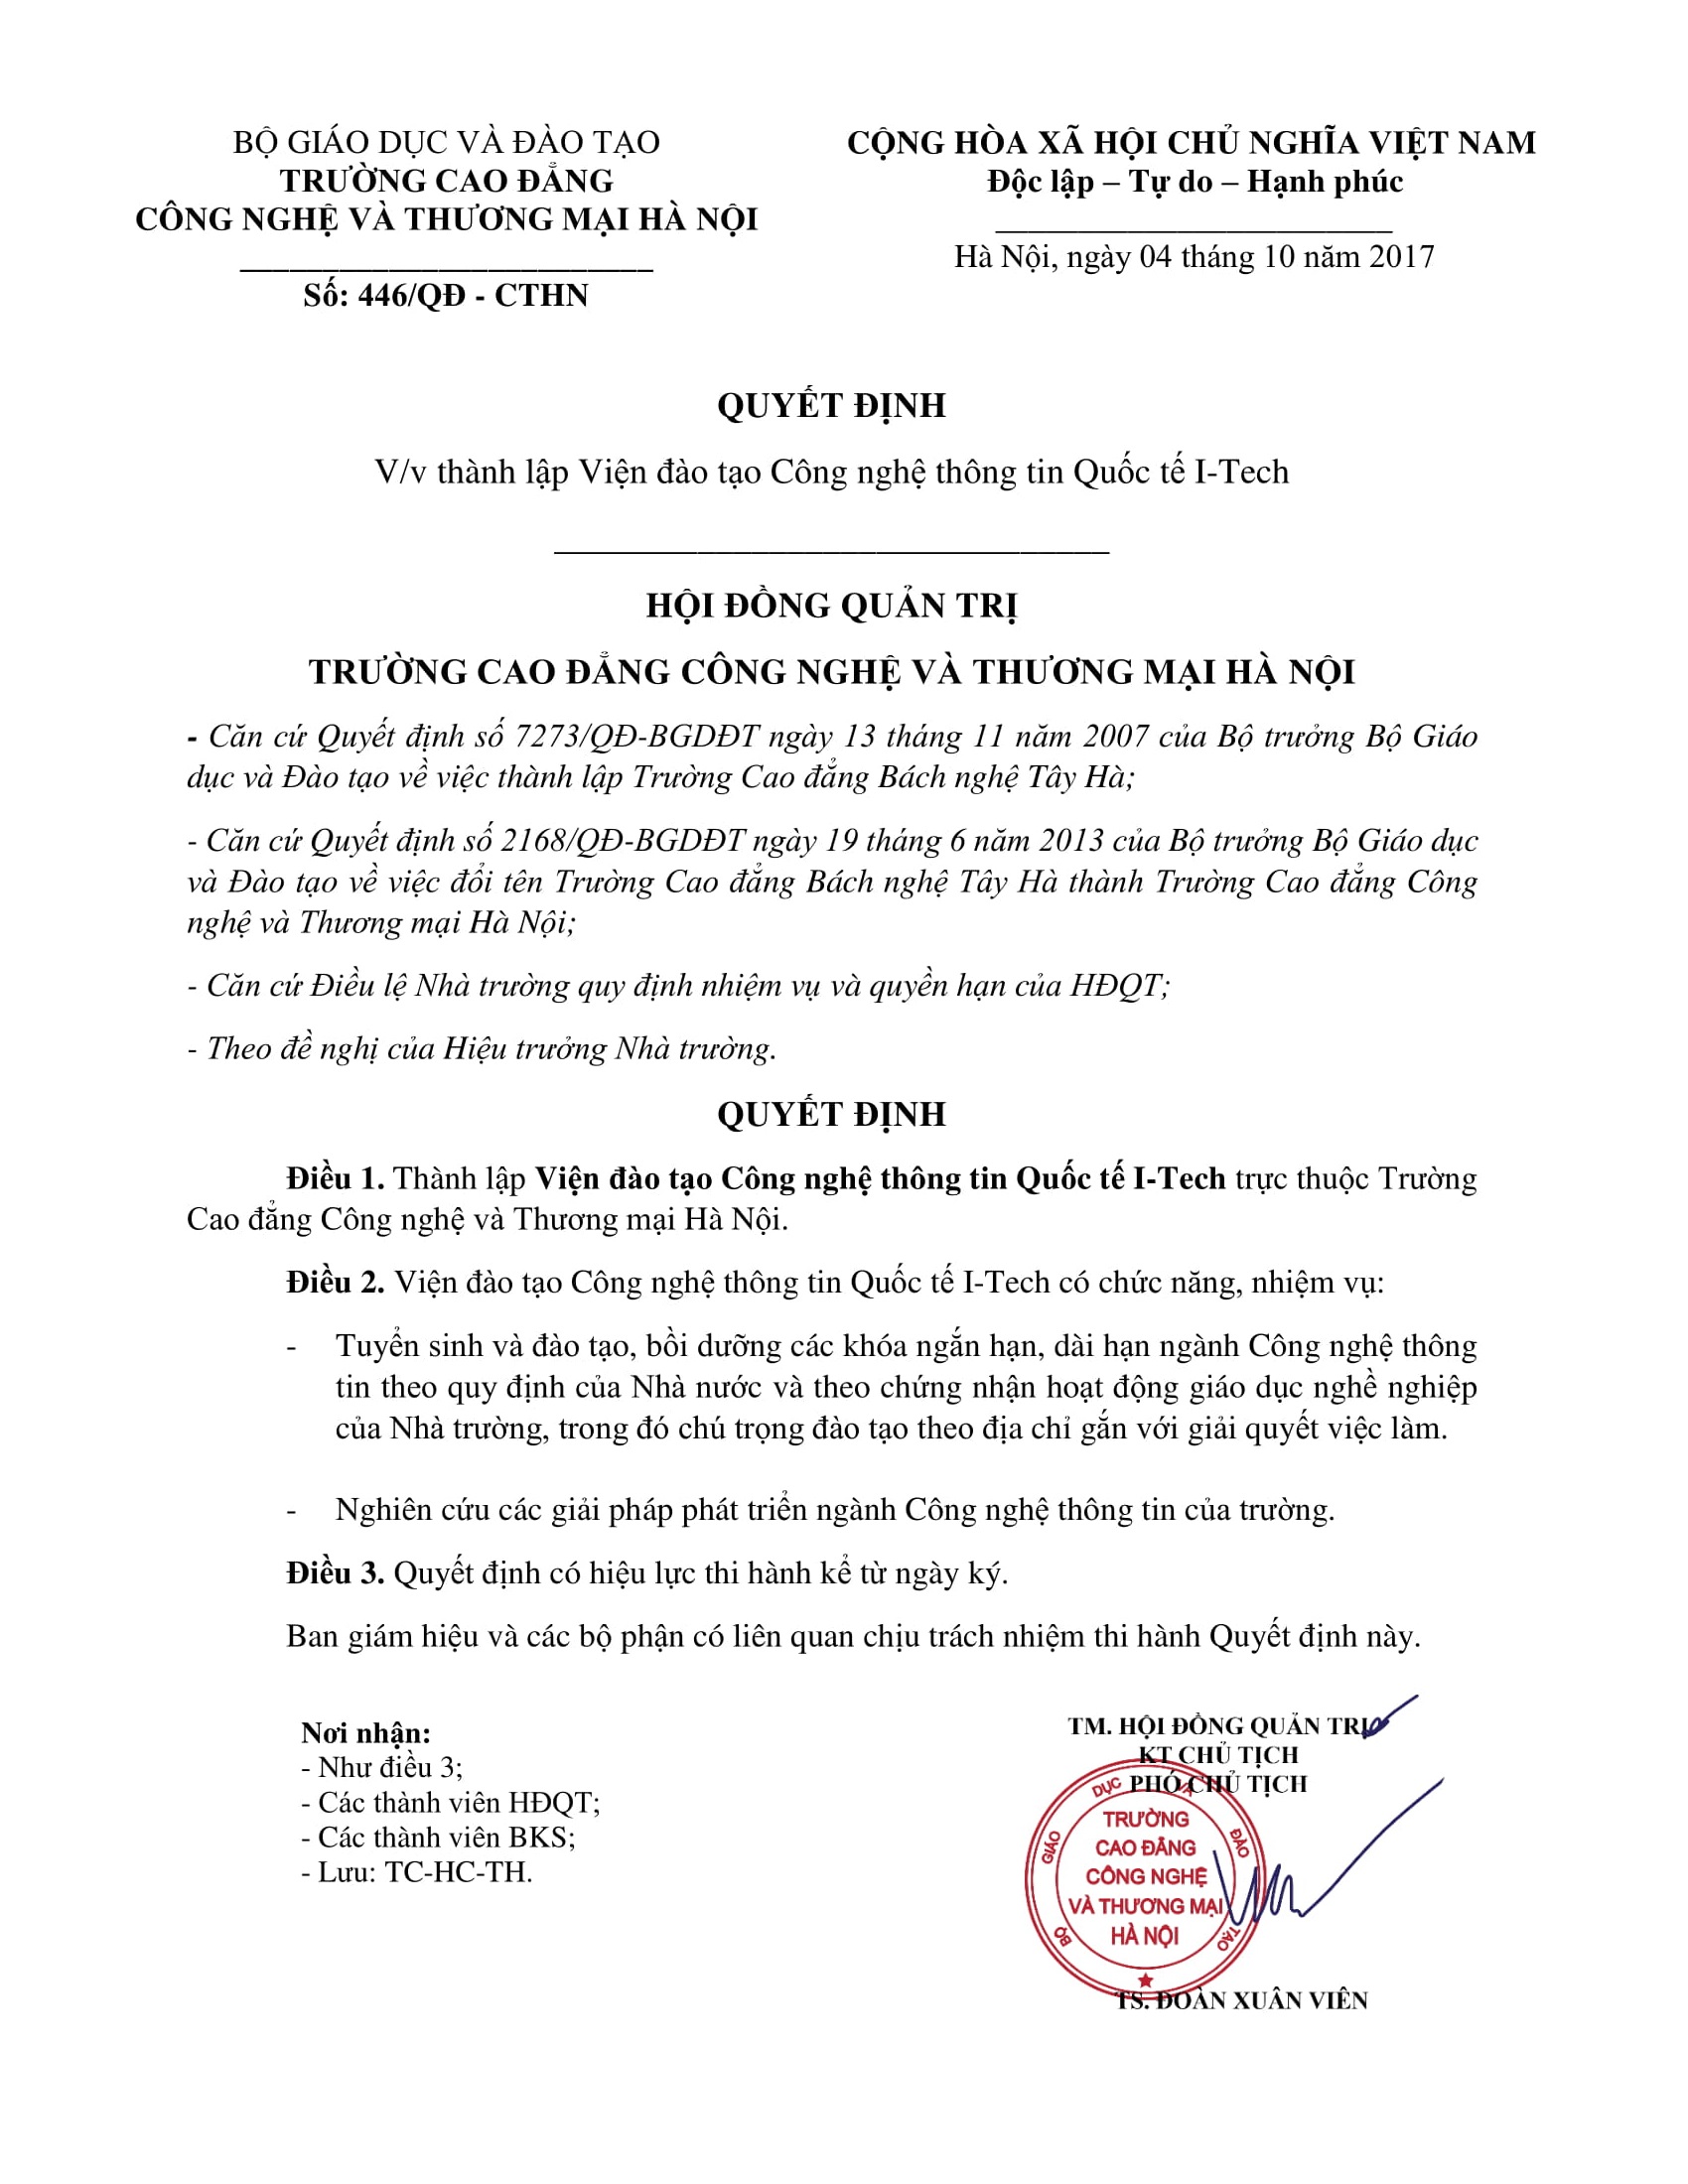 BỘ GIÁO DỤC VÀ ĐÀO TẠO
TRƯỜNG CAO ĐẲNG
CÔNG NGHỆ VÀ THƯƠNG MẠI HÀ NỘI
Số: 446/QĐ - CTHN
CỘNG HÒA XÃ HỘI CHỦ NGHĨA VIỆT NAM
Độc lập – Tự do – Hạnh phúc
Hà Nội, ngày 04 tháng 10 năm 2017
QUYẾT ĐỊNH
V/v thành lập Viện đào tạo Công nghệ thông tin Quốc tế I-Tech
HỘI ĐỒNG QUẢN TRỊ
TRƯỜNG CAO ĐẲNG CÔNG NGHỆ VÀ THƯƠNG MẠI HÀ NỘI
- Căn cứ Quyết định số 7273/QĐ-BGDĐT ngày 13 tháng 11 năm 2007 của Bộ trưởng Bộ Giáo
dục và Đào tạo về việc thành lập Trường Cao đẳng Bách nghệ Tây Hà;
- Căn cứ Quyết định số 2168/QĐ-BGDĐT ngày 19 tháng 6 năm 2013 của Bộ trưởng Bộ Giáo dục
và Đào tạo về việc đổi tên Trường Cao đẳng Bách nghệ Tây Hà thành Trường Cao đẳng Công
nghệ và Thương mại Hà Nội;
- Căn cứ Điều lệ Nhà trường quy định nhiệm vụ và quyền hạn của HĐQT;
- Theo đề nghị của Hiệu trưởng Nhà trường.
QUYẾT ĐỊNH
Điều 1. Thành lập Viện đào tạo Công nghệ thông tin Quốc tế I-Tech trực thuộc Trường
Cao đẳng Công nghệ và Thương mại Hà Nội.
Điều 2. Viện đào tạo Công nghệ thông tin Quốc tế I-Tech có chức năng, nhiệm vụ:
- Tuyển sinh và đào tạo, bồi dưỡng các khóa ngắn hạn, dài hạn ngành Công nghệ thông
tin theo quy định của Nhà nước và theo chứng nhận hoạt động giáo dục nghề nghiệp
của Nhà trường, trong đó chú trọng đào tạo theo địa chỉ gắn với giải quyết việc làm.
- Nghiên cứu các giải pháp phát triển ngành Công nghệ thông tin của trường.
Điều 3. Quyết định có hiệu lực thi hành kể từ ngày ký.
Ban giám hiệu và các bộ phận có liên quan chịu trách nhiệm thi hành Quyết định này.
Nơi nhận:
- Như điều 3;
- Các thành viên HĐQT;
- Các thành viên BKS;
- Lưu: TC-HC-TH.
TM. HỘI ĐỒNG QUẢN TRỊ
KT CHỦ TỊCH
PHÓ CHỦ TỊCH
BỘ GIÁO DỤC VÀ ĐÀO TẠO
TRƯỜNG
CAO ĐẲNG
CÔNG NGHỆ
VÀ THƯƠNG MẠI
HÀ NỘI
TS. ĐOÀN XUÂN VIÊN